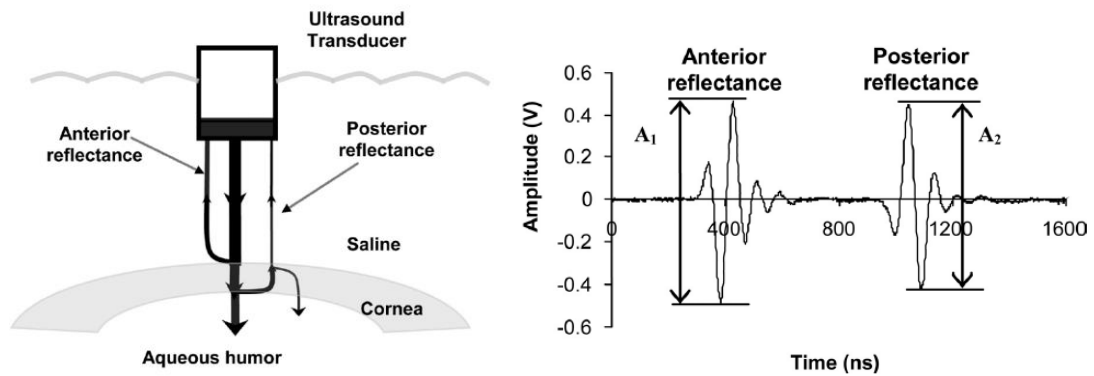 Ultrasound
Transducer
Anterior
reflectance
Posterior
reflectance
Saline
Cornea
Aqueous humor
Anterior
reflectance
Posterior
reflectance
A1
A2
Amplitude (V)
0.6
0.4
0.2
0
-0.2
-0.4
-0.6
0
400
800
1200
1600
Time (ns)